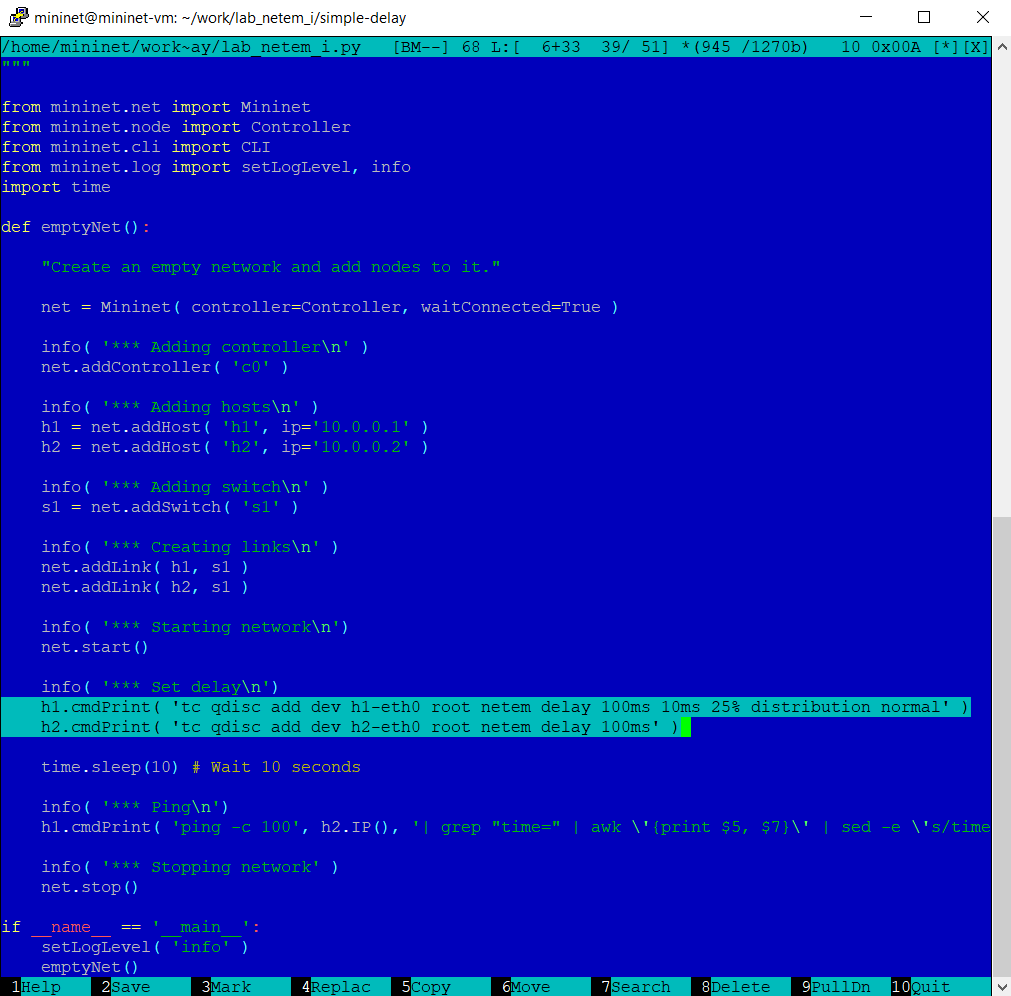 mininet@mininet-vm: ~/work/lab_netem_i/simple-delay
/home/mininet/work~ay/lab_netem_i.py   [BM--] 68 L:[  6+33  39/ 51] *(945 /1270b)   10 0x00A [*][X]
"""
from mininet.net import Mininet
from mininet.node import Controller
from mininet.cli import CLI
from mininet.log import setLogLevel, info
import time
def emptyNet():
    "Create an empty network and add nodes to it."
    net = Mininet( controller=Controller, waitConnected=True )
    info( '*** Adding controller\n' )
    net.addController( 'c0' )
    info( '*** Adding hosts\n' )
    h1 = net.addHost( 'h1', ip='10.0.0.1' )
    h2 = net.addHost( 'h2', ip='10.0.0.2' )
    info( '*** Adding switch\n' )
    s1 = net.addSwitch( 's1' )
    info( '*** Creating links\n' )
    net.addLink( h1, s1 )
    net.addLink( h2, s1 )
    info( '*** Starting network\n')
    net.start()
    info( '*** Set delay\n')
    h1.cmdPrint( 'tc qdisc add dev h1-eth0 root netem delay 100ms 10ms 25% distribution normal' )
    h2.cmdPrint( 'tc qdisc add dev h2-eth0 root netem delay 100ms' )
    time.sleep(10) # Wait 10 seconds
    info( '*** Ping\n')
    h1.cmdPrint( 'ping -c 100', h2.IP(), '| grep "time=" | awk \'{print $5, $7}\' | sed -e \'s/time
    info( '*** Stopping network' )
    net.stop()
if __name__ == '__main__':
    setLogLevel( 'info' )
    emptyNet()
1Help 2Save 3Mark 4Replac 5Copy 6Move 7Search 8Delete 9PullDn 10Quit